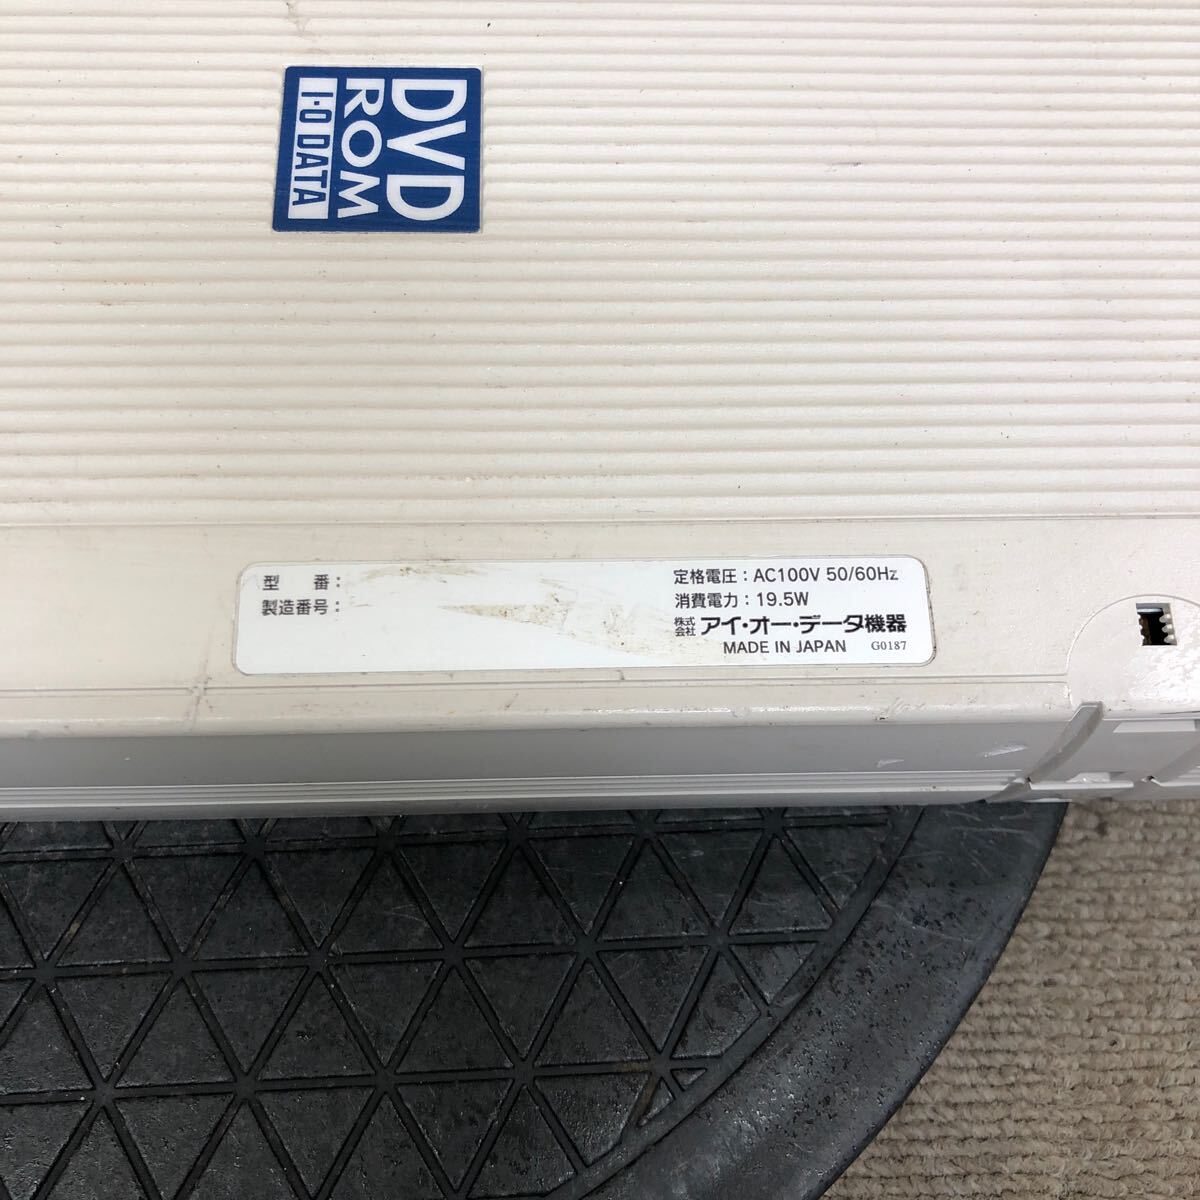 DVD
ROM
I·O DATA
型 番：
製造番号：
定格電圧：AC100V 50/60Hz
消費電力：19.5W
株式会社 アイ・オー・データ機器
MADE IN JAPAN G0187